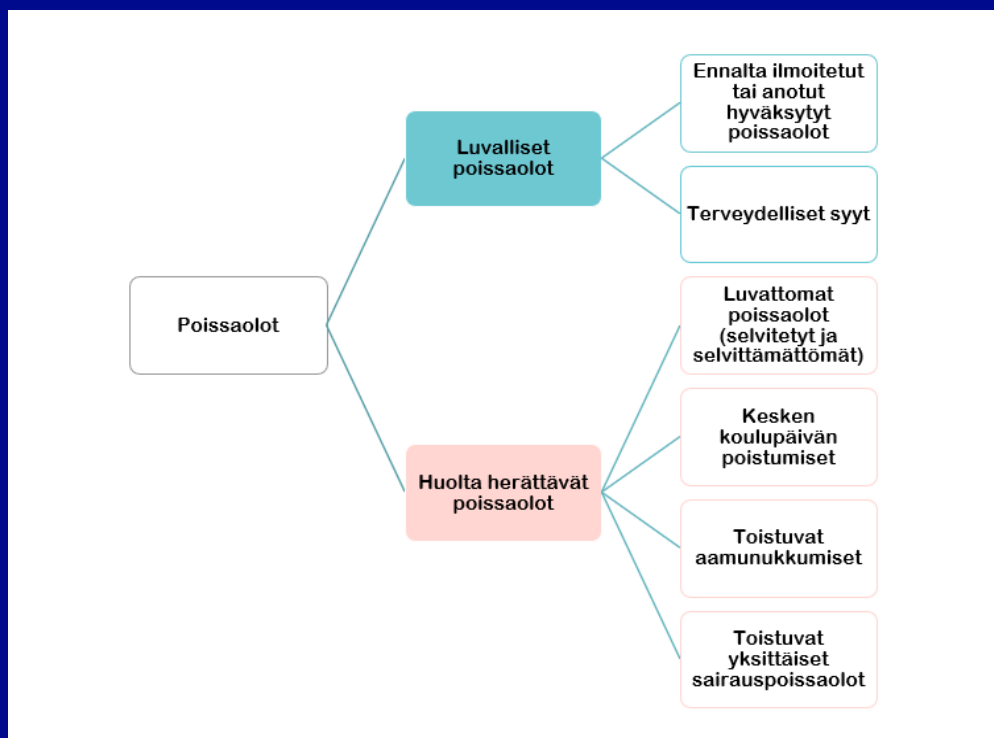 Poissaolot
Luvalliset
poissaolot
Ennalta ilmoitetut
tai anotut
hyväksytyt
poissaolot
Terveydelliset syyt
Huolta herättävät
poissaolot
Luvattomat
poissaolot
(selvitetyt ja
selvittämättömät)
Kesken
koulupäivän
poistumiset
Toistuvat
aamunukkumiset
Toistuvat
yksittäiset
sairauspoissaolot